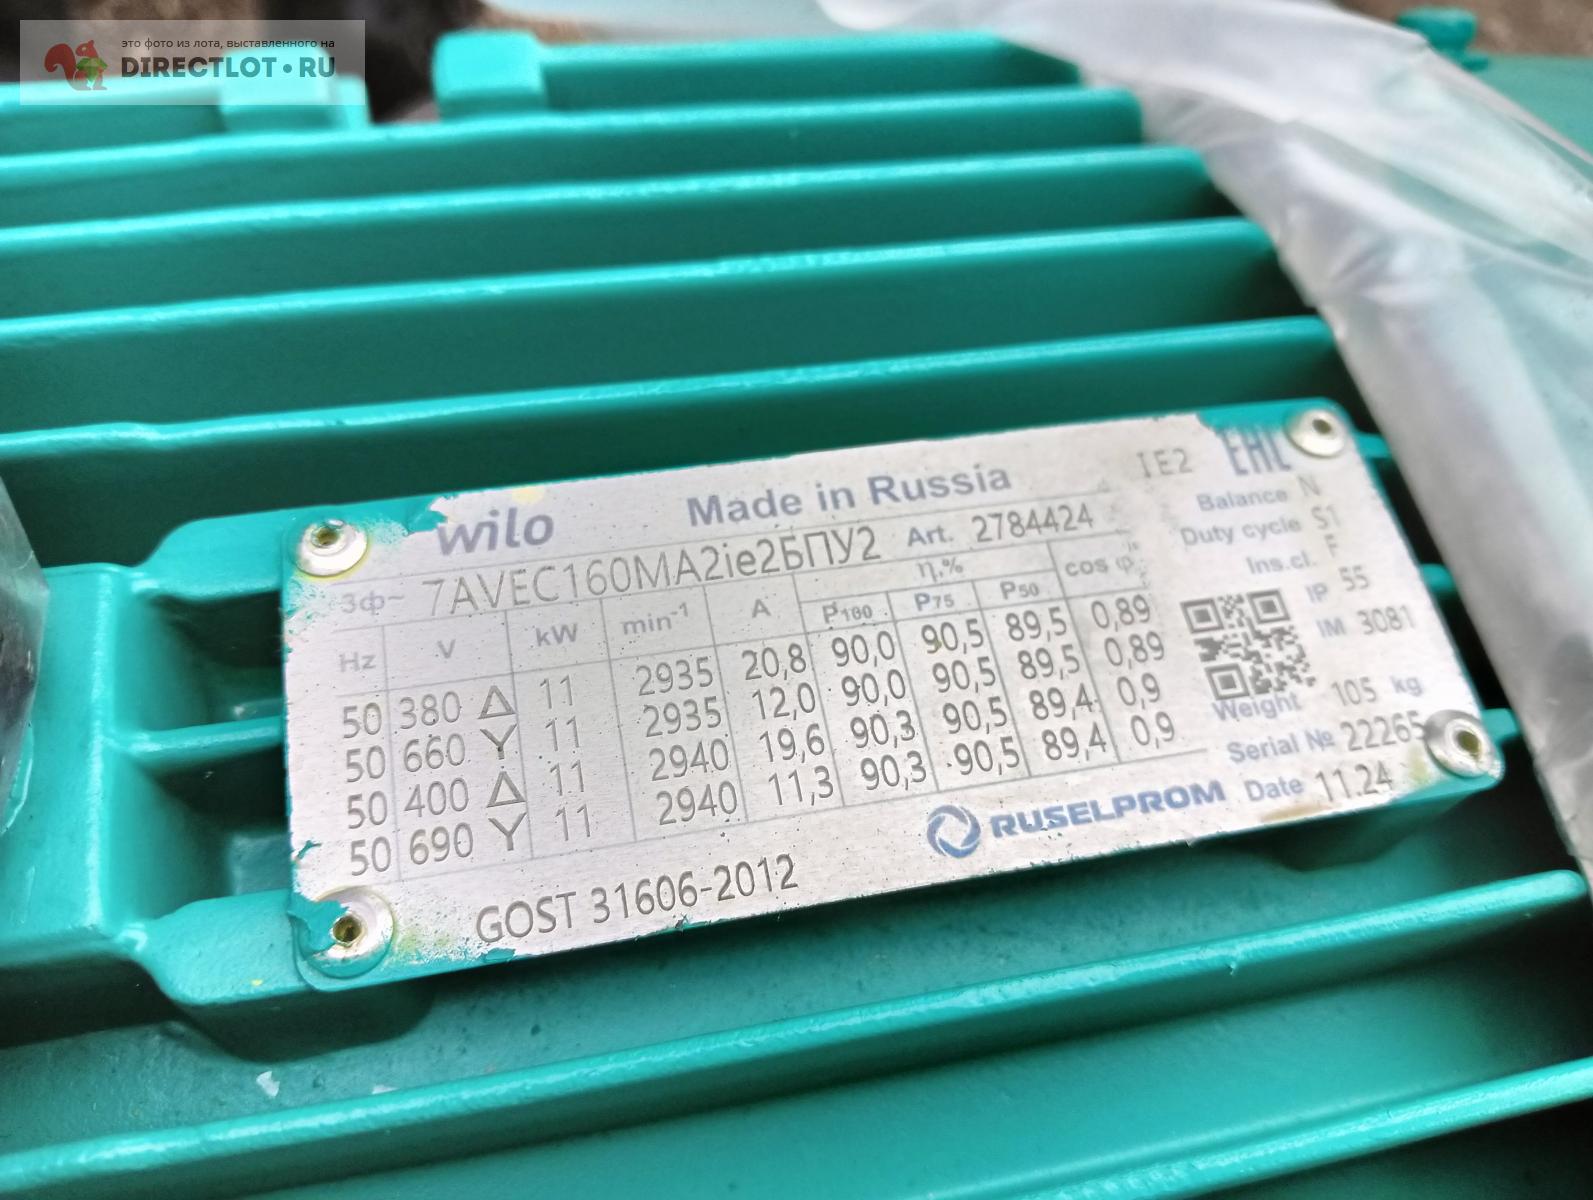 это фото из лота, выставленного на
DIRECTLOT.RU
wilo Made in Russia IE2 EAC
3ф~ 7AVEC160MA2ie2БПУ2 Art. 2784424
Balance N
Duty cycle S1
Ins.cl. F
IP 55
IM 3081
Hz V kW min⁻¹ A η,% cos φ
P100 P75 P50
50 380 Δ 11 2935 20,8 90,0 90,5 89,5 0,89
50 660 Y 11 2935 12,0 90,0 90,5 89,5 0,89
50 400 Δ 11 2940 19,6 90,3 90,5 89,4 0,9
50 690 Y 11 2940 11,3 90,3 90,5 89,4 0,9
Weight 105 kg
Serial № 22265
Date 11.24
GOST 31606-2012 RUSELPROM